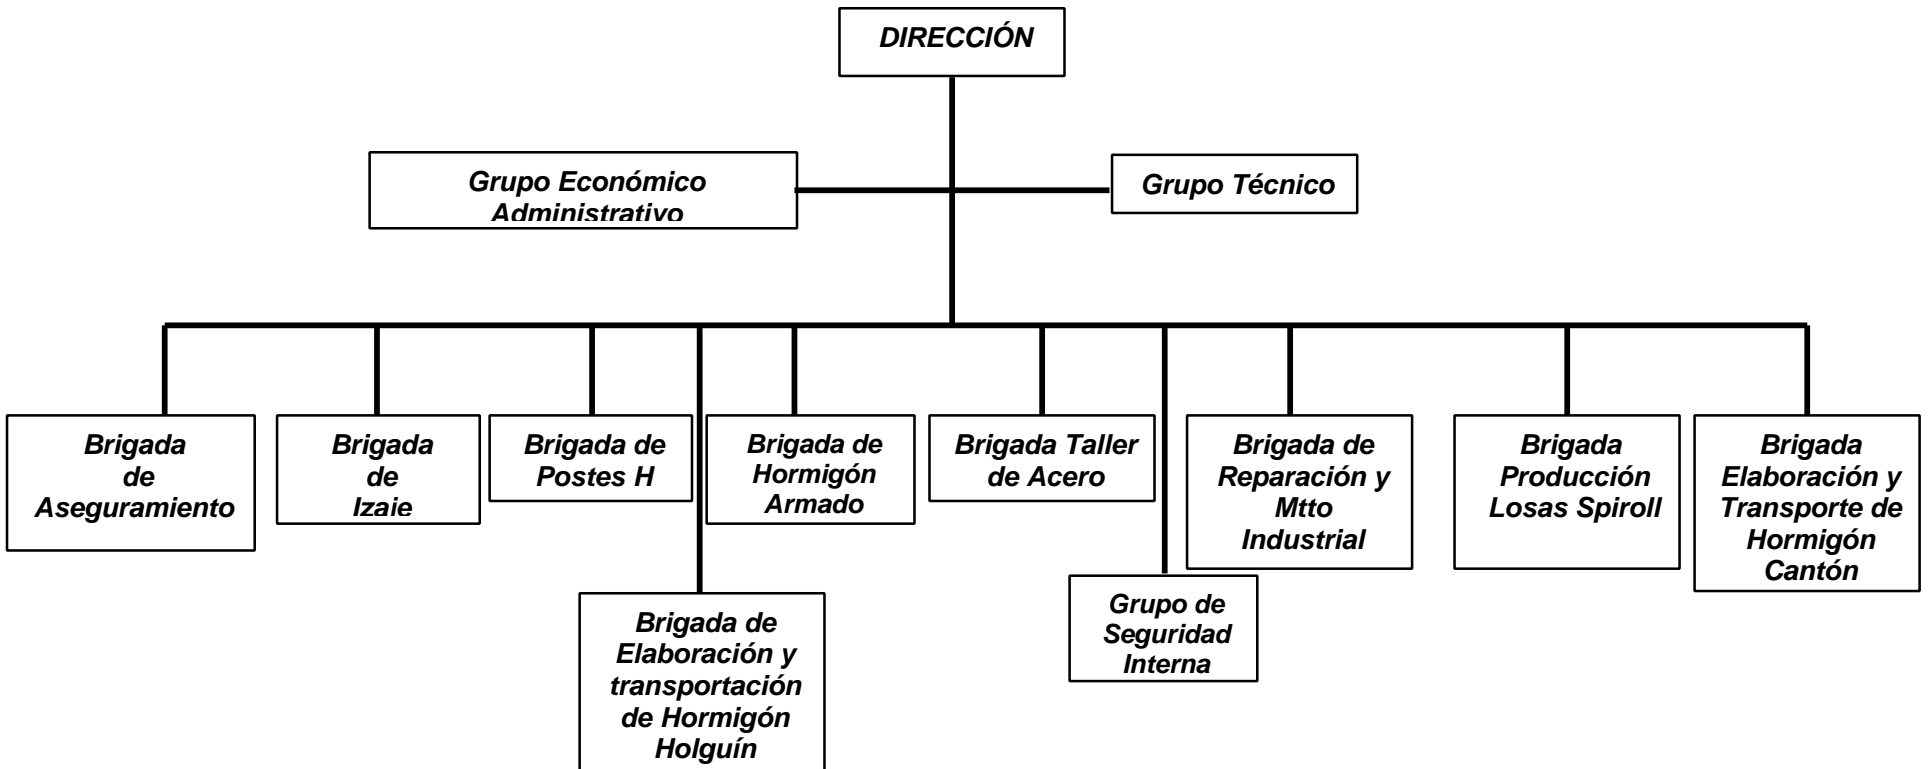 DIRECCIÓN
Grupo Económico
Administrativo
Grupo Técnico
Brigada
de
Aseguramiento
Brigada
de
Izaje
Brigada de
Postes H
Brigada de
Hormigón
Armado
Brigada Taller
de Acero
Brigada de
Reparación y
Mtto
Industrial
Brigada
Producción
Losas Spiroll
Brigada
Elaboración y
Transporte de
Hormigón
Cantón
Brigada de
Elaboración y
transportación
de Hormigón
Holguín
Grupo de
Seguridad
Interna